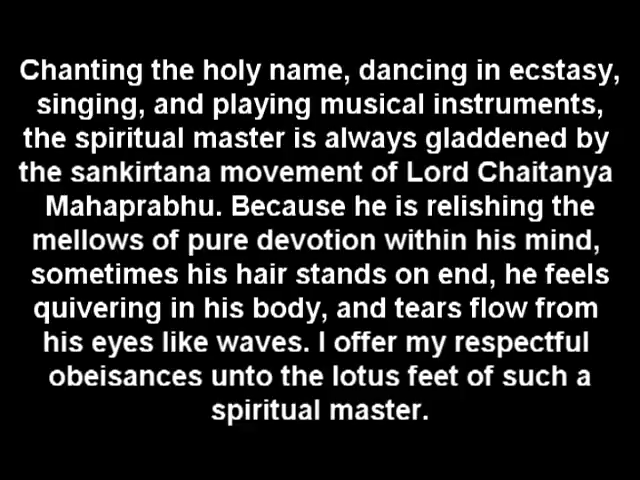 Chanting the holy name, dancing in ecstasy,
singing, and playing musical instruments,
the spiritual master is always gladdened by
the sankirtana movement of Lord Chaitanya
Mahaprabhu. Because he is relishing the
mellows of pure devotion within his mind,
sometimes his hair stands on end, he feels
quivering in his body, and tears flow from
his eyes like waves. I offer my respectful
obeisances unto the lotus feet of such a
spiritual master.